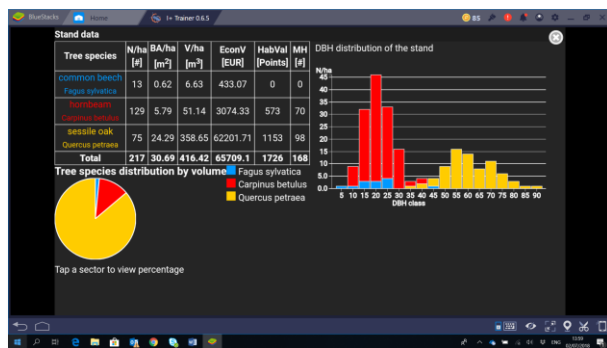 BlueStacks
Home
I+ Trainer 0.6.5
85
Stand data
Tree species N/ha [#] BA/ha [m²] V/ha [m³] EconV [EUR] HabVal [Points] MH [#]
common beech
Fagus sylvatica
13 0.62 6.63 433.07 0 0
hornbeam
Carpinus betulus
129 5.79 51.14 3074.33 573 70
sessile oak
Quercus petraea
75 24.29 358.65 62201.71 1153 98
Total 217 30.69 416.42 65709.1 1726 168
Tree species distribution by volume
Fagus sylvatica
Carpinus betulus
Quercus petraea
Tap a sector to view percentage
DBH distribution of the stand
N/ha
45
40
35
30
25
20
15
10
5.0
0.0
5 10 15 20 25 30 35 40 45 50 55 60 65 70 75 80 85 90
DBH class
ENG